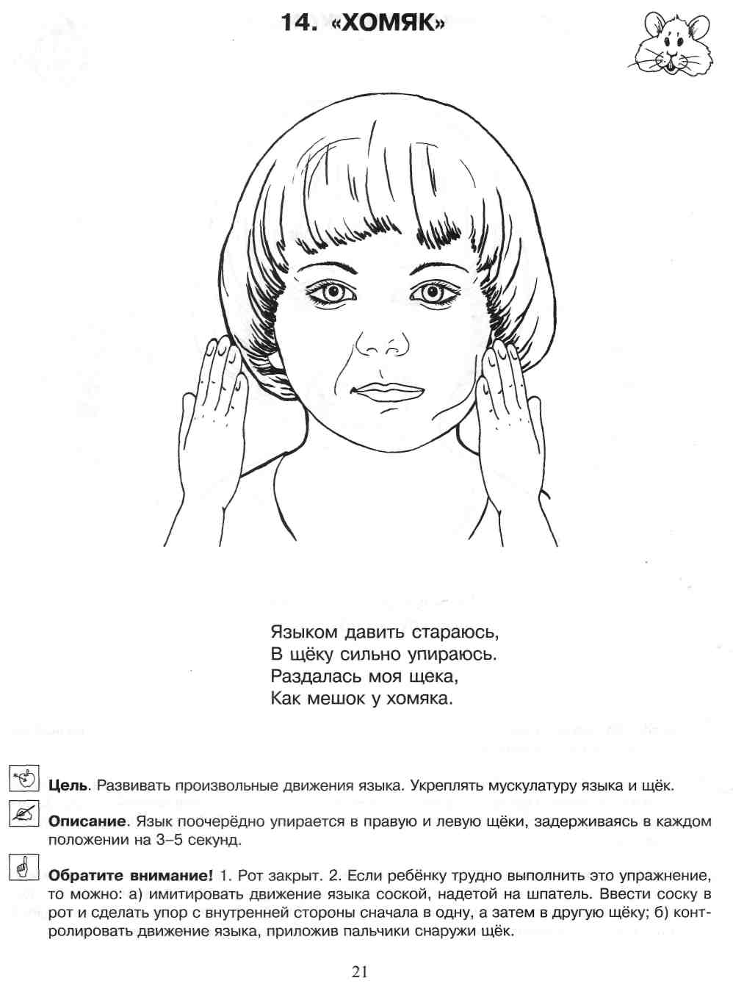 14. «ХОМЯК»
Языком давить стараюсь,
В щёку сильно упираюсь.
Раздалась моя щека,
Как мешок у хомяка.
Цель. Развивать произвольные движения языка. Укреплять мускулатуру языка и щёк.
Описание. Язык поочерёдно упирается в правую и левую щёки, задерживаясь в каждом
положении на 3–5 секунд.
Обратите внимание! 1. Рот закрыт. 2. Если ребёнку трудно выполнить это упражнение,
то можно: а) имитировать движение языка соской, надетой на шпатель. Ввести соску в
рот и сделать упор с внутренней стороны сначала в одну, а затем в другую щёку; б) конт-
ролировать движение языка, приложив пальчики снаружи щёк.
21